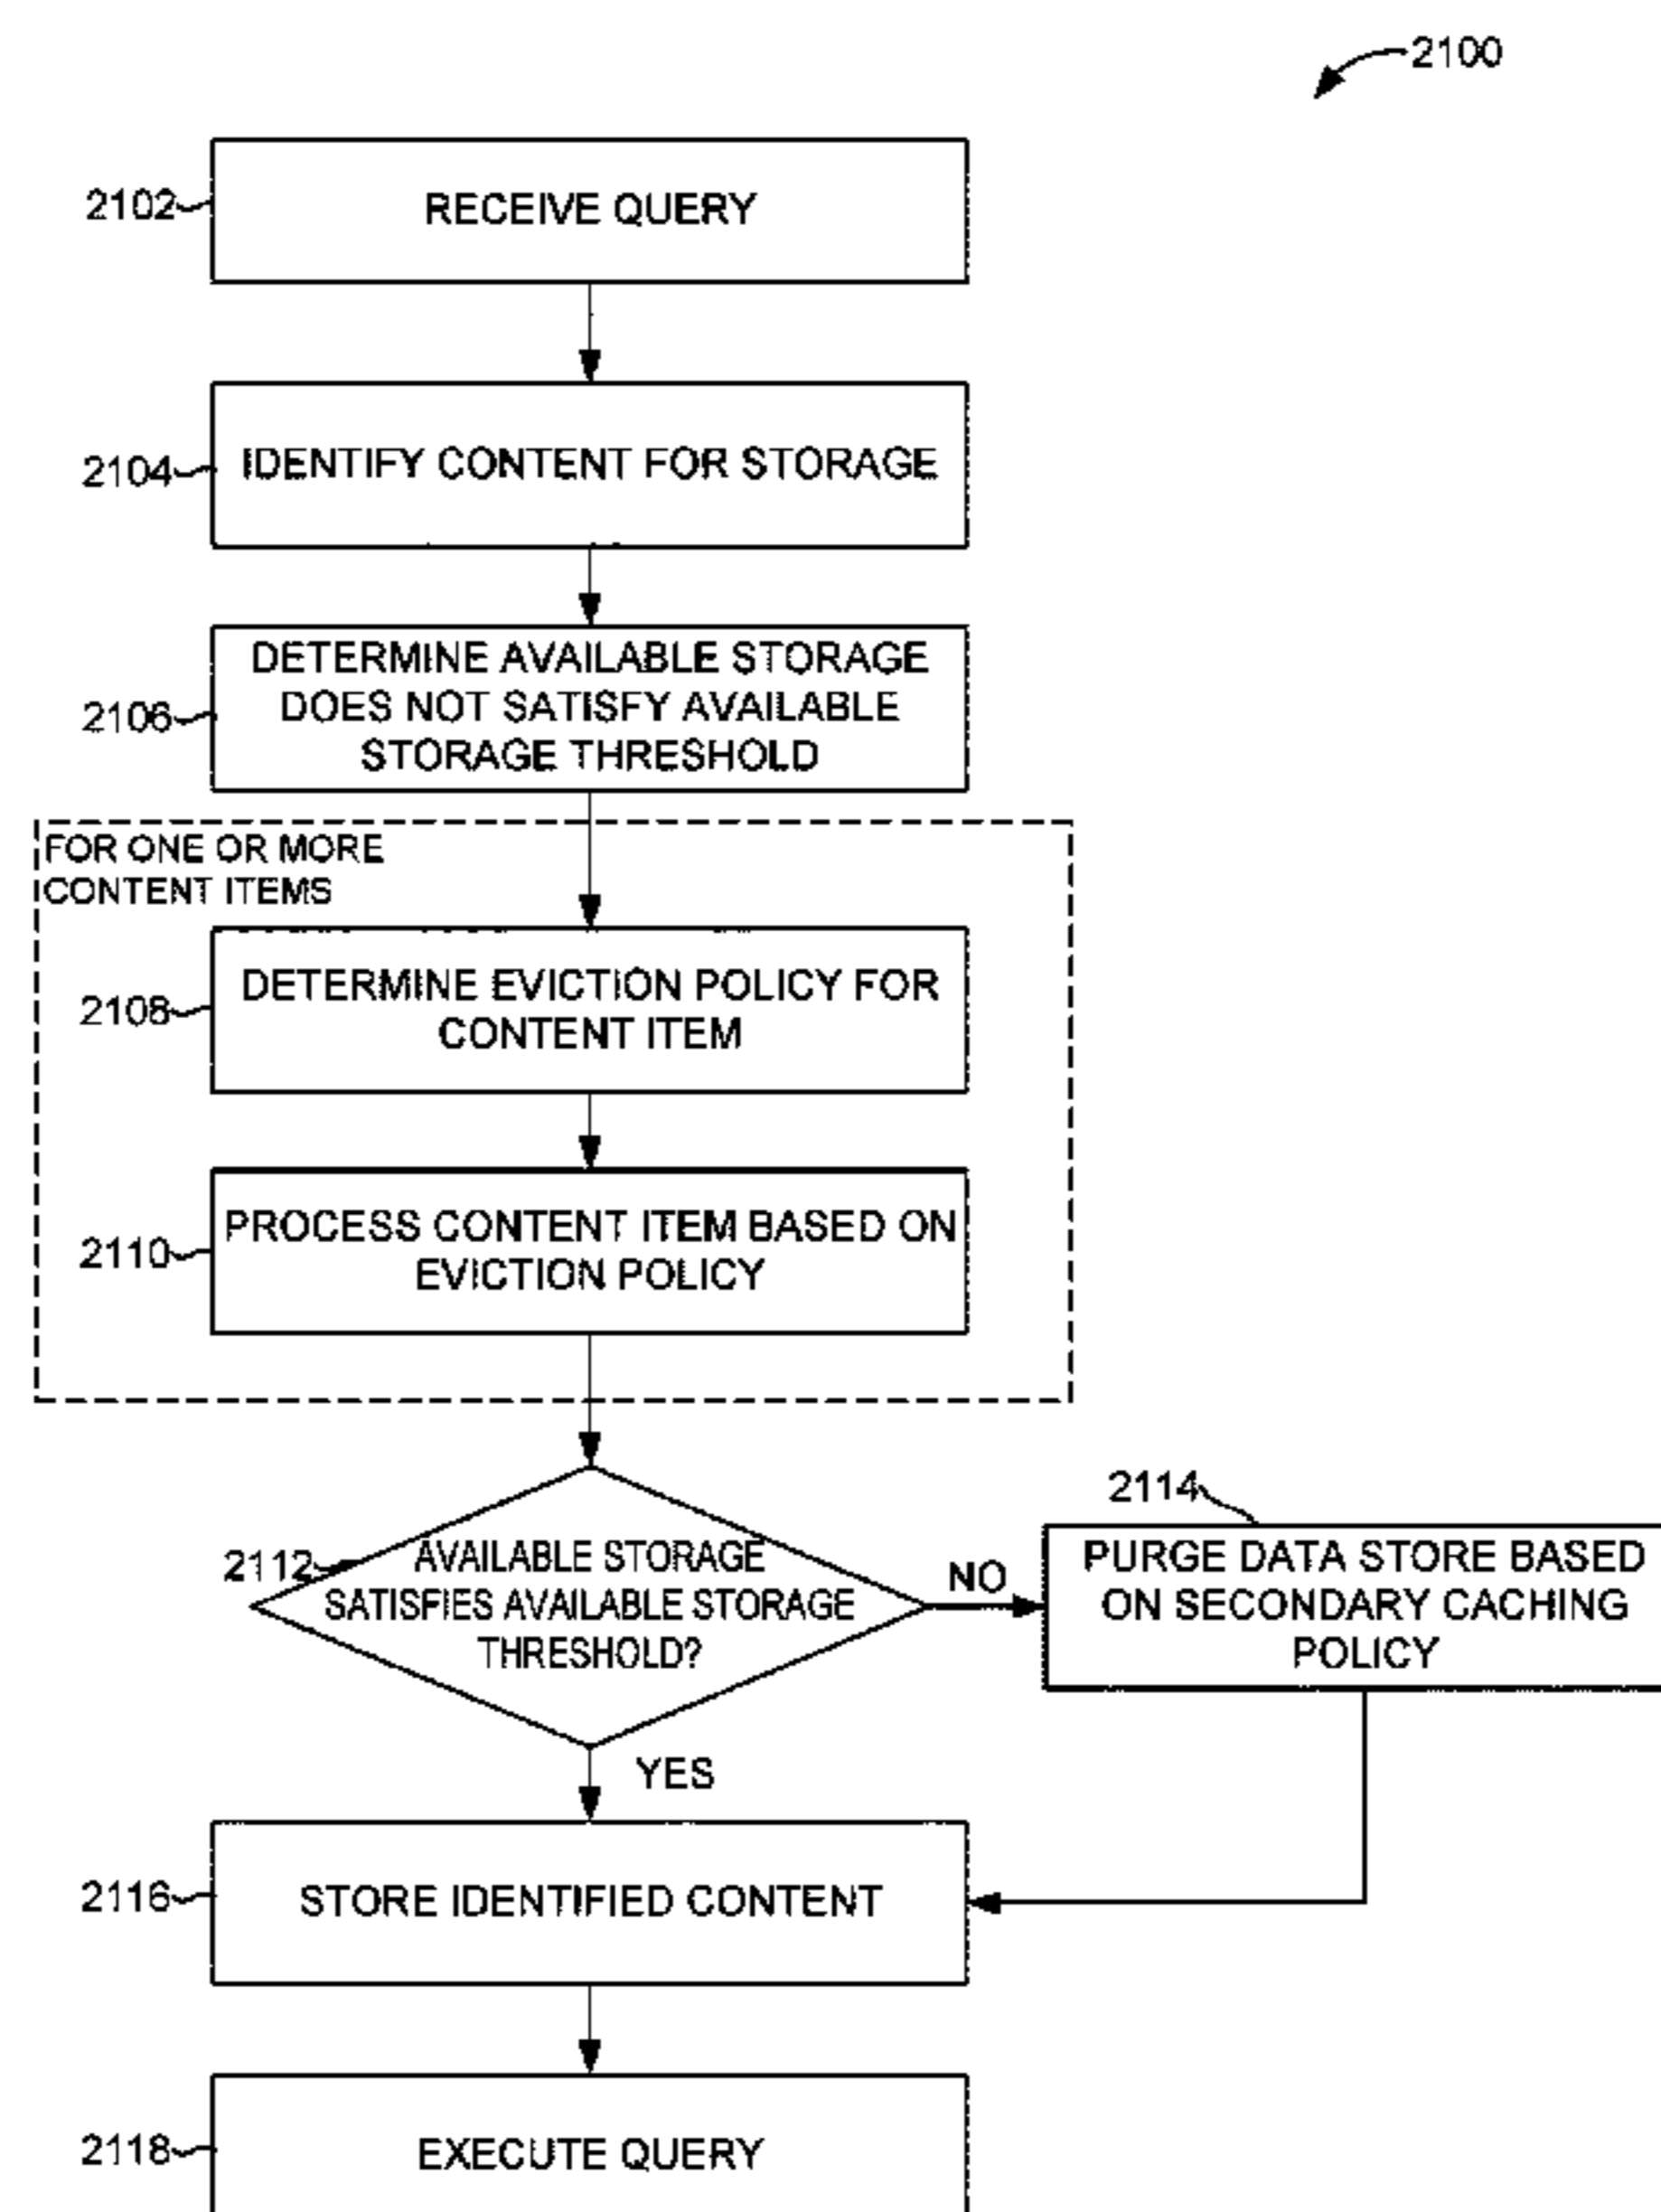 2100
2102
RECEIVE QUERY
2104
IDENTIFY CONTENT FOR STORAGE
2106
DETERMINE AVAILABLE STORAGE
DOES NOT SATISFY AVAILABLE
STORAGE THRESHOLD
FOR ONE OR MORE
CONTENT ITEMS
2108
DETERMINE EVICTION POLICY FOR
CONTENT ITEM
2110
PROCESS CONTENT ITEM BASED ON
EVICTION POLICY
2112
AVAILABLE STORAGE
SATISFIES AVAILABLE STORAGE
THRESHOLD?
NO
2114
PURGE DATA STORE BASED
ON SECONDARY CACHING
POLICY
YES
2116
STORE IDENTIFIED CONTENT
2118
EXECUTE QUERY